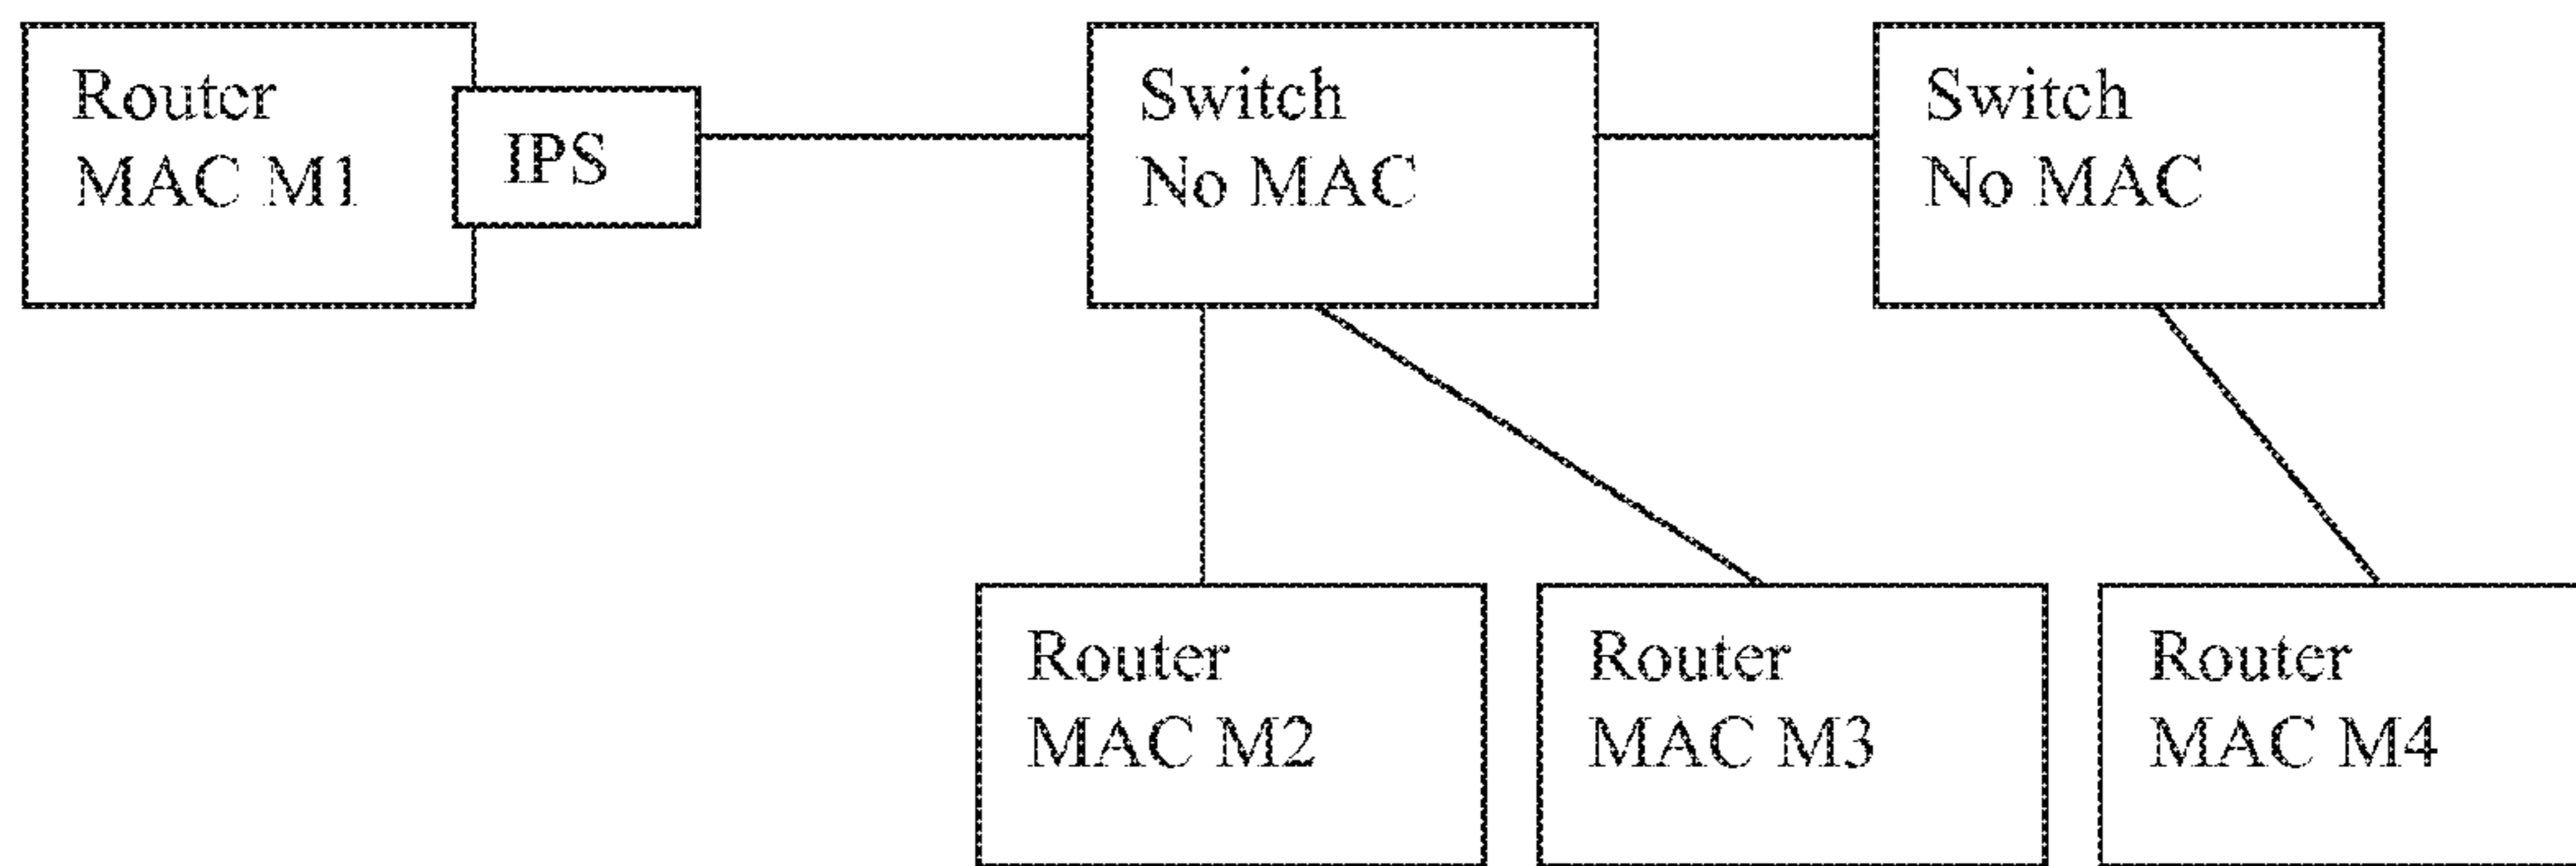 Router
MAC M1
IPS
Switch
No MAC
Switch
No MAC
Router
MAC M2
Router
MAC M3
Router
MAC M4